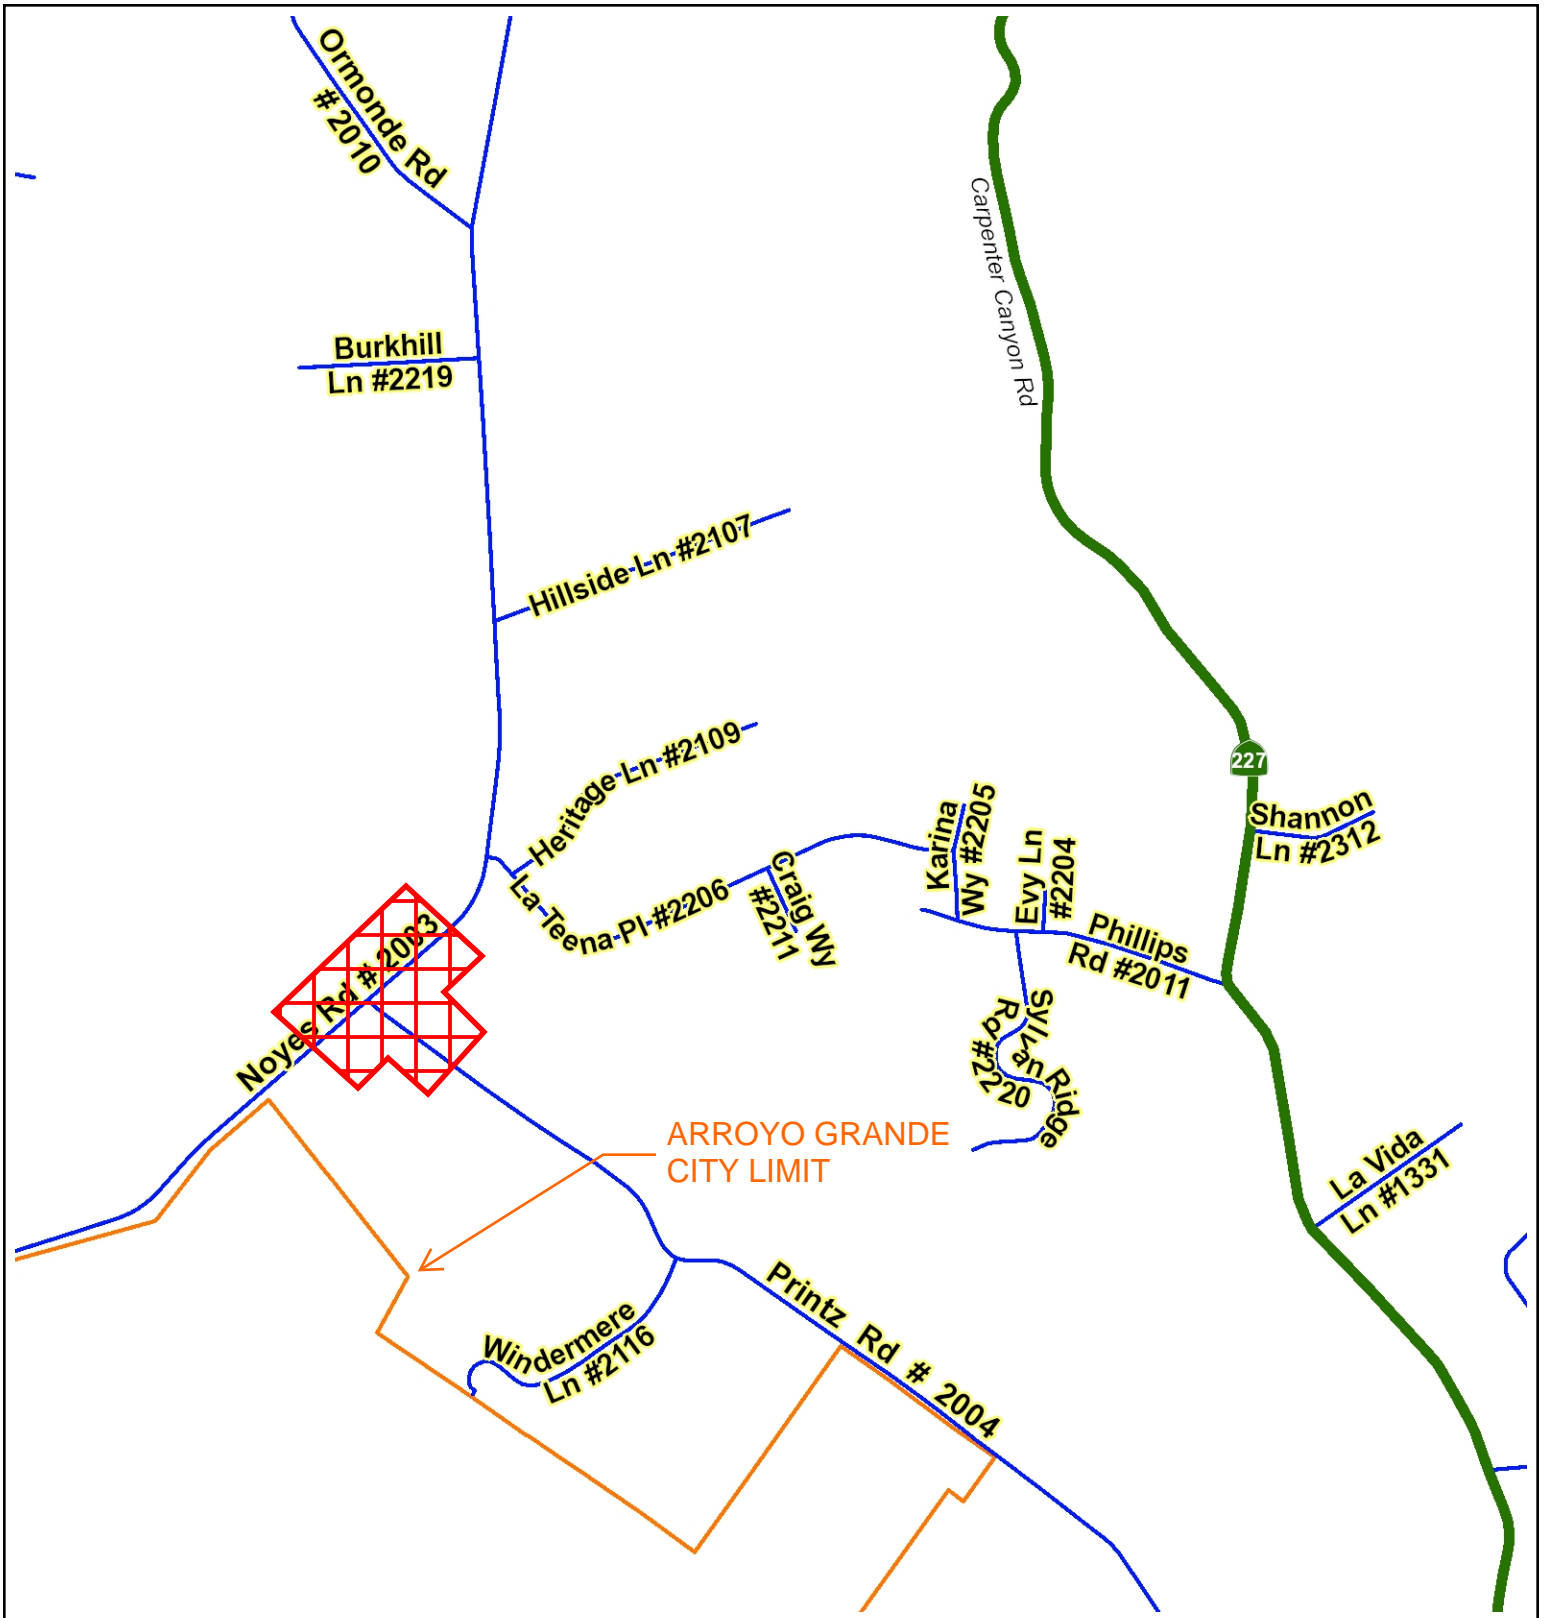 Ormonde Rd
# 2010
Carpenter Canyon Rd
Burkhill
Ln #2219
Hillside Ln #2107
Heritage Ln #2109
227
Shannon
Ln #2312
Karina
Wy #2205
Evy Ln
#2204
La Teena Pl #2206
Craig Wy
#2211
Phillips
Rd #2011
Noyes Rd # 2003
Sylvan Ridge
Rd
#2220
ARROYO GRANDE
CITY LIMIT
La Vida
Ln #1331
Printz Rd # 2004
Windermere
Ln #2116